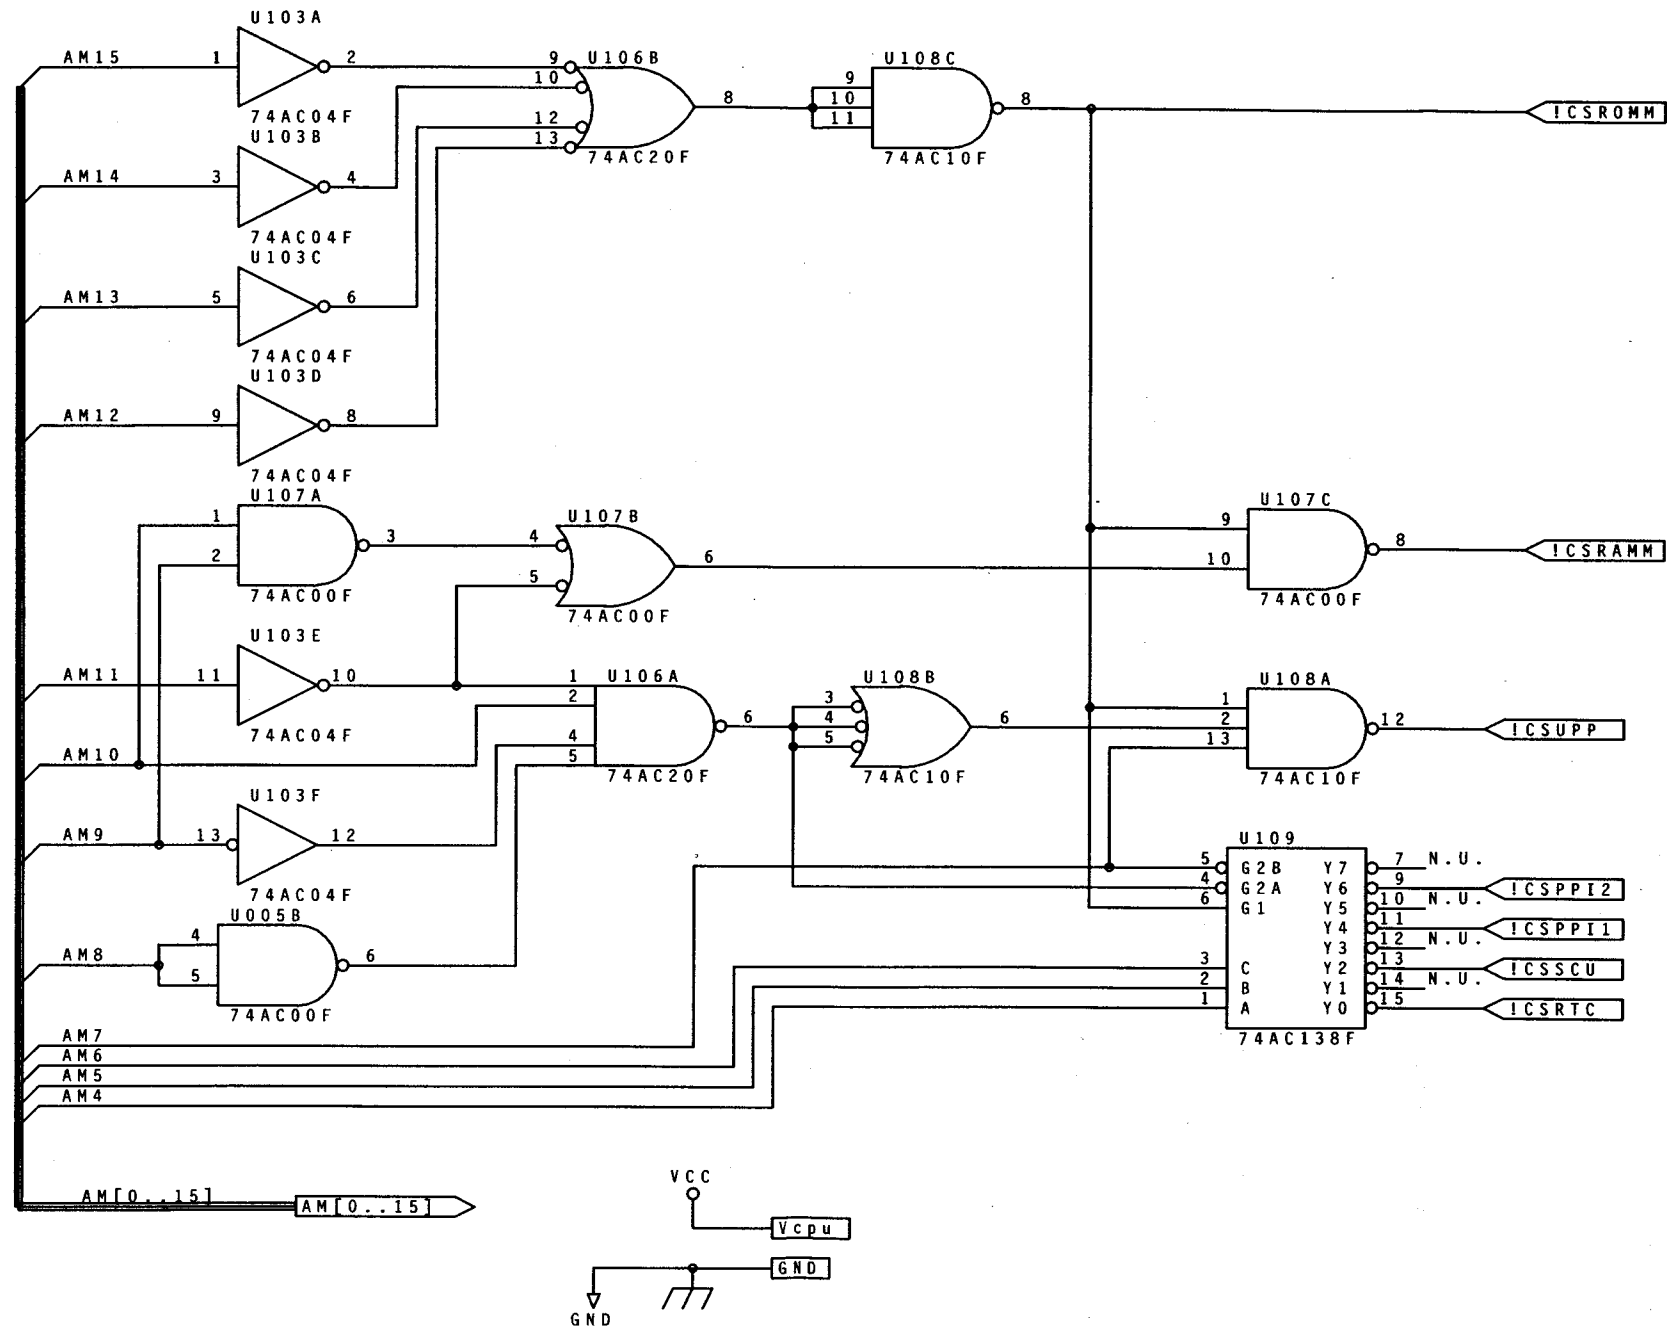 U103A
AM15 1 2 9 U106B U108C
10 9
8 10 8 !CSROMM
11
74AC04F 12
U103B 13 74AC20F 74AC10F
AM14 3 4
74AC04F
U103C
AM13 5 6
74AC04F
U103D
AM12 9 8
74AC04F
U107A U107C
1 U107B 9
3 4 8 !CSRAMM
2 6 10
5
74AC00F 74AC00F 74AC00F
U103E
AM11 11 10 1 U106A U108B U108A
2 3 1
6 4 6 2 12 !CSUPP
74AC04F 4 5 13
AM10 5 74AC20F 74AC10F 74AC10F
U103F
AM9 13 12 U109
5 G2B Y7 7 N.U.
4 G2A Y6 9 !CSPPI2
74AC04F 6 G1 Y5 10 N.U.
U005B Y4 11 !CSPPI1
4 Y3 12 N.U.
AM8 6 3 C Y2 13 !CSSCU
5 2 B Y1 14 N.U.
74AC00F 1 A Y0 15 !CSRTC
AM7 74AC138F
AM6
AM5
AM4
VCC
AM[0..15] AM[0..15]
Vcpu
GND
GND